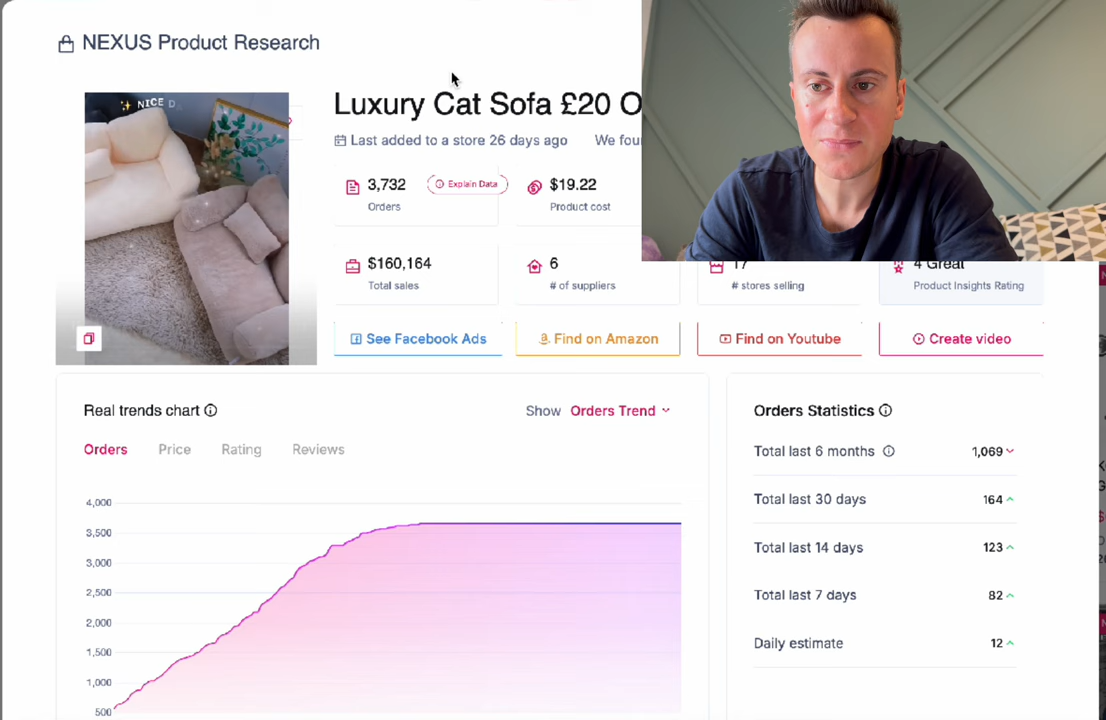 NEXUS Product Research
NICE D
Luxury Cat Sofa £20 O
Last added to a store 26 days ago We fou
3,732 Explain Data
Orders
$19.22
Product cost
$160,164
Total sales
6
# of suppliers
17
# stores selling
4 Great
Product Insights Rating
See Facebook Ads
Find on Amazon
Find on Youtube
Create video
Real trends chart
Show Orders Trend
Orders Price Rating Reviews
4,000
3,500
3,000
2,500
2,000
1,500
1,000
500
Orders Statistics
Total last 6 months 1,069
Total last 30 days 164
Total last 14 days 123
Total last 7 days 82
Daily estimate 12